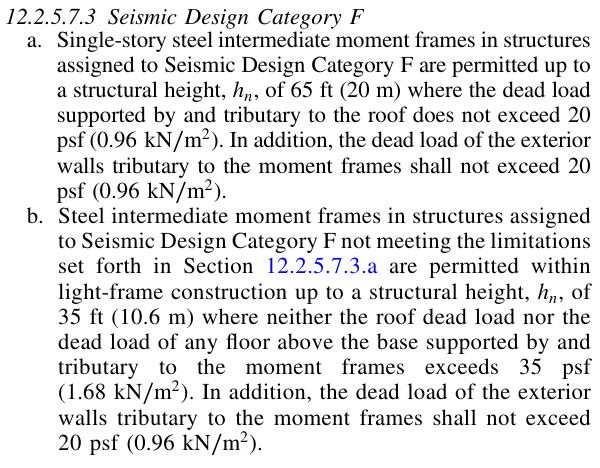 12.2.5.7.3 Seismic Design Category F
a. Single-story steel intermediate moment frames in structures
assigned to Seismic Design Category F are permitted up to
a structural height, hn, of 65 ft (20 m) where the dead load
supported by and tributary to the roof does not exceed 20
psf (0.96 kN/m²). In addition, the dead load of the exterior
walls tributary to the moment frames shall not exceed 20
psf (0.96 kN/m²).
b. Steel intermediate moment frames in structures assigned
to Seismic Design Category F not meeting the limitations
set forth in Section 12.2.5.7.3.a are permitted within
light-frame construction up to a structural height, hn, of
35 ft (10.6 m) where neither the roof dead load nor the
dead load of any floor above the base supported by and
tributary to the moment frames exceeds 35 psf
(1.68 kN/m²). In addition, the dead load of the exterior
walls tributary to the moment frames shall not exceed
20 psf (0.96 kN/m²).